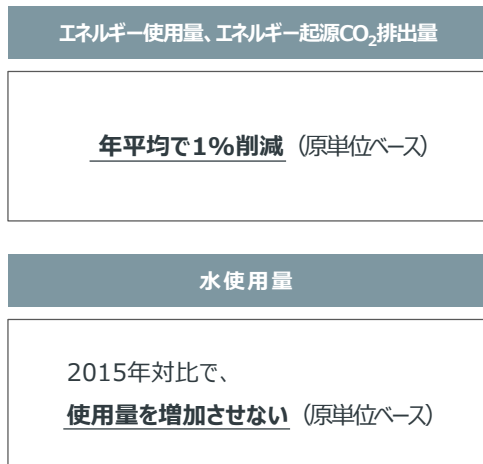 エネルギー使用量、エネルギー起源CO₂排出量
年平均で1%削減（原単位ベース）
水使用量
2015年対比で、
使用量を増加させない（原単位ベース）